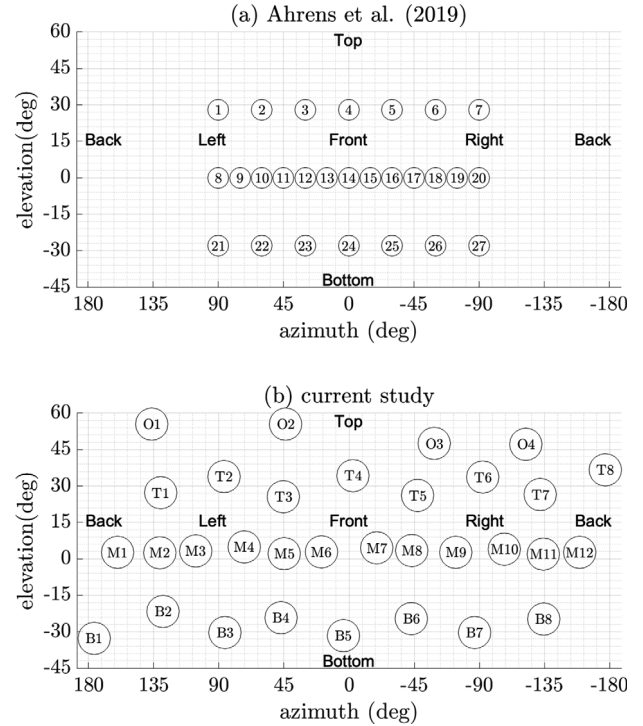 (a) Ahrens et al. (2019)
60
Top
45
30
1 2 3 4 5 6 7
15
Back Left Front Right Back
0
8 9 10 11 12 13 14 15 16 17 18 19 20
-15
-30
21 22 23 24 25 26 27
-45
Bottom
elevation(deg)
180 135 90 45 0 -45 -90 -135 -180
azimuth (deg)
(b) current study
60
O1 O2 Top
O3 O4
45
T8
T2 T4 T6
30
T1 T3 T5 T7
15
Back Left Front Right Back
M1 M2 M3 M4 M5 M6 M7 M8 M9 M10 M11 M12
0
-15
B2 B4 B6 B8
-30
B1 B3 B5 B7
-45
Bottom
elevation(deg)
180 135 90 45 0 -45 -90 -135 -180
azimuth (deg)